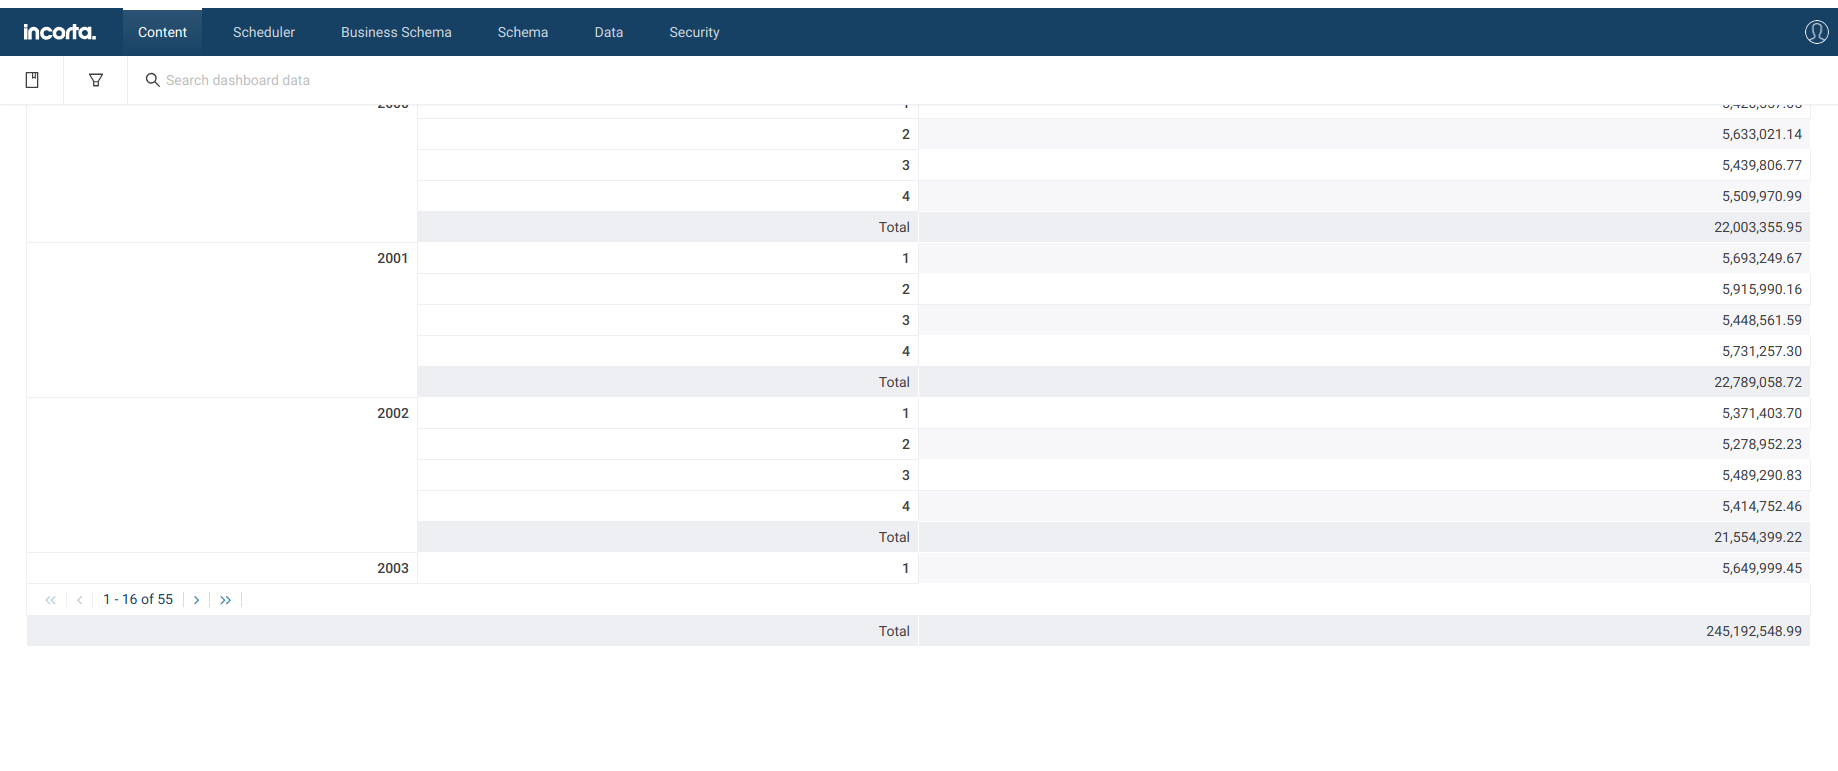 incorta. Content Scheduler Business Schema Schema Data Security
Search dashboard data
2000 1
2 5,633,021.14
3 5,439,806.77
4 5,509,970.99
Total 22,003,355.95
2001 1 5,693,249.67
2 5,915,990.16
3 5,448,561.59
4 5,731,257.30
Total 22,789,058.72
2002 1 5,371,403.70
2 5,278,952.23
3 5,489,290.83
4 5,414,752.46
Total 21,554,399.22
2003 1 5,649,999.45
1 - 16 of 55
Total 245,192,548.99